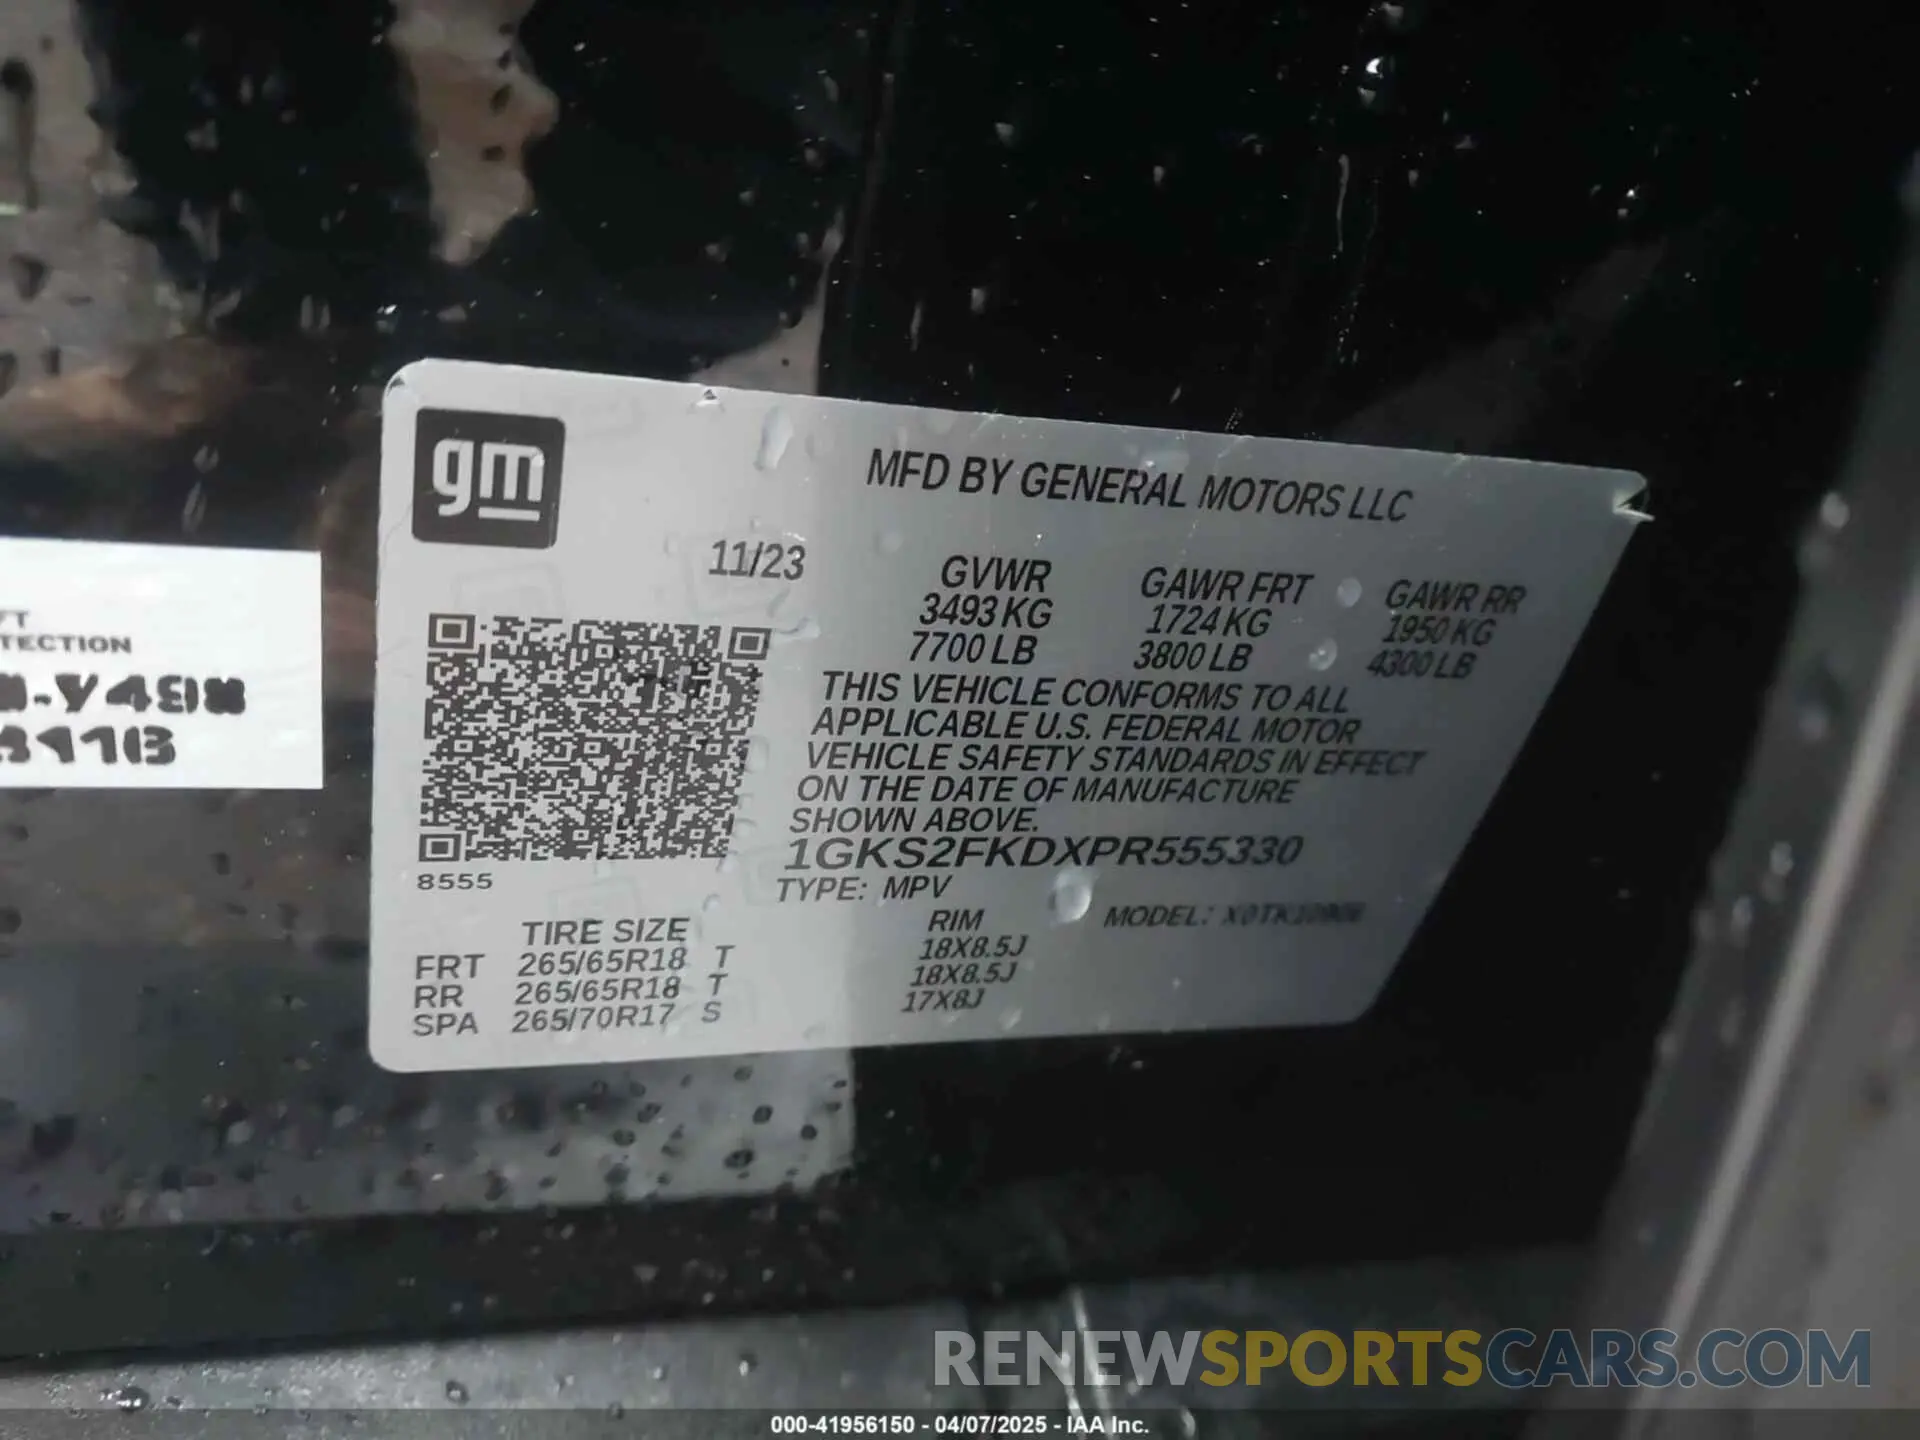 gm
MFD BY GENERAL MOTORS LLC
11/23
GVWR GAWR FRT GAWR RR
3493 KG 1724 KG 1950 KG
7700 LB 3800 LB 4300 LB
THIS VEHICLE CONFORMS TO ALL
APPLICABLE U.S. FEDERAL MOTOR
VEHICLE SAFETY STANDARDS IN EFFECT
ON THE DATE OF MANUFACTURE
SHOWN ABOVE.
1GKS2FKDXPR555330
8555
TYPE: MPV
MODEL:
TIRE SIZE RIM
FRT 265/65R18 T 18X8.5J
RR 265/65R18 T 18X8.5J
SPA 265/70R17 S 17X8J
TECTION
RENEWSPORTSCARS.COM
000-41956150 - 04/07/2025 - IAA Inc.